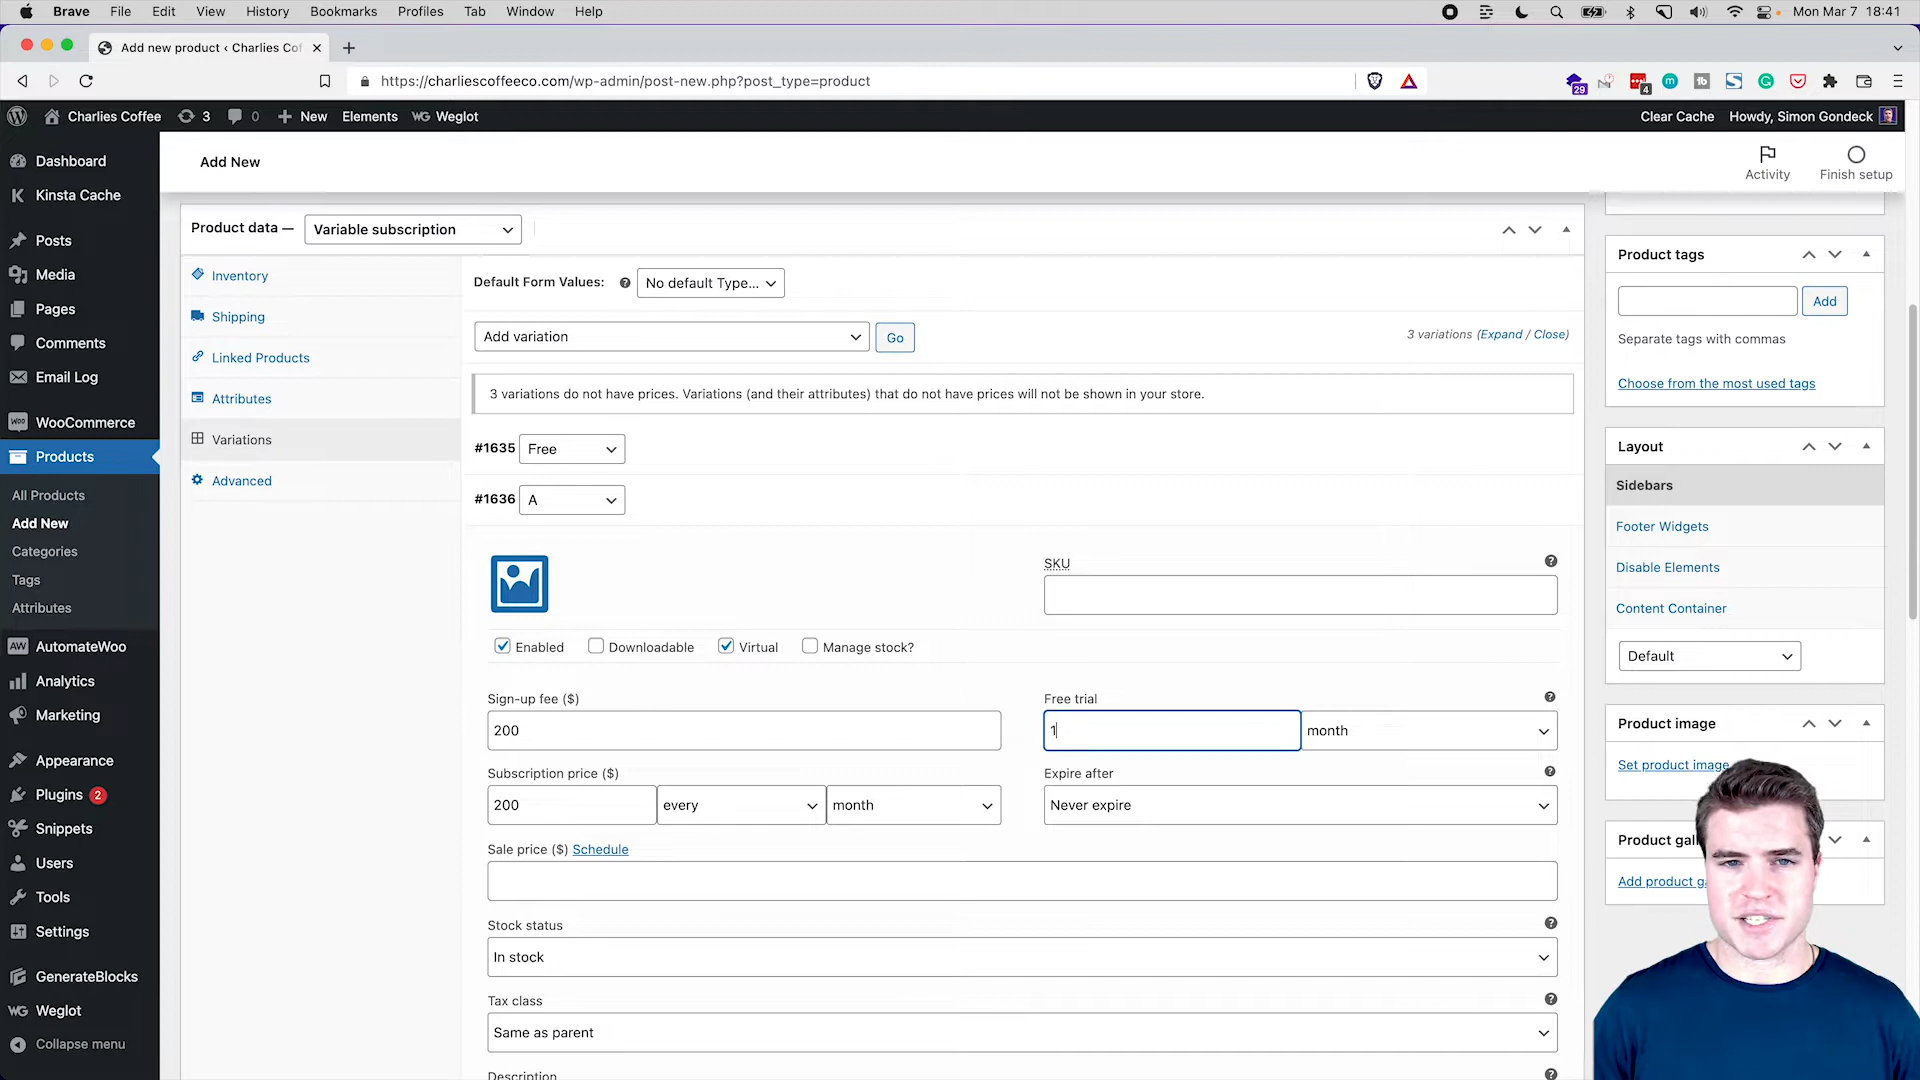 Brave File Edit View History Bookmarks Profiles Tab Window Help Mon Mar 7 18:41
Add new product ‹ Charlies Cof
https://charliescoffeeco.com/wp-admin/post-new.php?post_type=product
29
4
Charlies Coffee 3 0 New Elements WG Weglot Clear Cache Howdy, Simon Gondeck
Dashboard
Kinsta Cache
Posts
Media
Pages
Comments
Email Log
WooCommerce
Products
All Products
Add New
Categories
Tags
Attributes
AutomateWoo
Analytics
Marketing
Appearance
Plugins 2
Snippets
Users
Tools
Settings
GenerateBlocks
Weglot
Collapse menu
Add New
Activity
Finish setup
Product data — Variable subscription
Inventory
Shipping
Linked Products
Attributes
Variations
Advanced
Default Form Values: No default Type...
Add variation Go 3 variations (Expand / Close)
3 variations do not have prices. Variations (and their attributes) that do not have prices will not be shown in your store.
#1635 Free
#1636 A
SKU
Enabled Downloadable Virtual Manage stock?
Sign-up fee ($) Free trial
200 1 month
Subscription price ($) Expire after
200 every month Never expire
Sale price ($) Schedule
Stock status
In stock
Tax class
Same as parent
Description
Product tags
Add
Separate tags with commas
Choose from the most used tags
Layout
Sidebars
Footer Widgets
Disable Elements
Content Container
Default
Product image
Set product image
Product gal
Add product ga